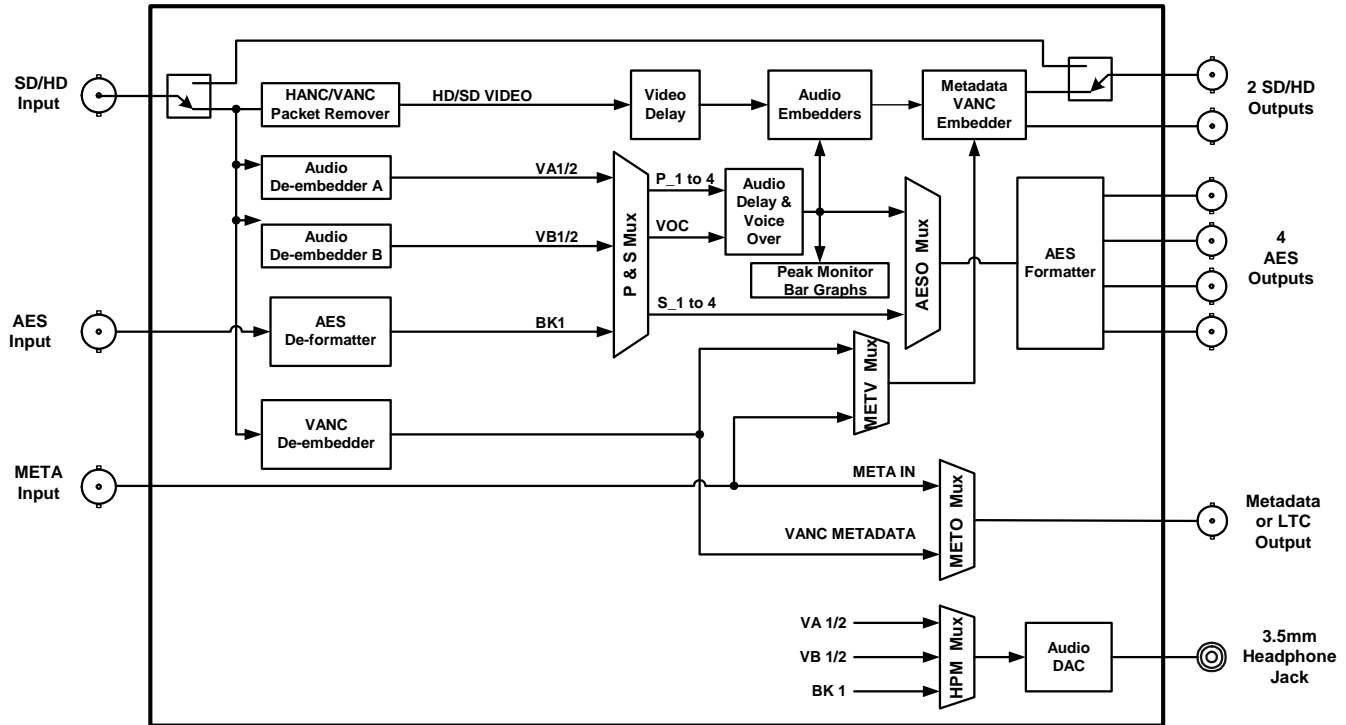 SD/HD
Input
HANC/VANC
Packet Remover
HD/SD VIDEO
Video
Delay
Audio
Embedders
Metadata
VANC
Embedder
2 SD/HD
Outputs
Audio
De-embedder A
VA1/2
Audio
De-embedder B
VB1/2
P & S Mux
P_1 to 4
VOC
S_1 to 4
Audio
Delay &
Voice
Over
Peak Monitor
Bar Graphs
AESO Mux
AES
Formatter
4
AES
Outputs
AES
Input
AES
De-formatter
BK1
METV Mux
VANC
De-embedder
META
Input
META IN
VANC METADATA
METO Mux
Metadata
or LTC
Output
VA 1/2
VB 1/2
BK 1
HPM Mux
Audio
DAC
3.5mm
Headphone
Jack